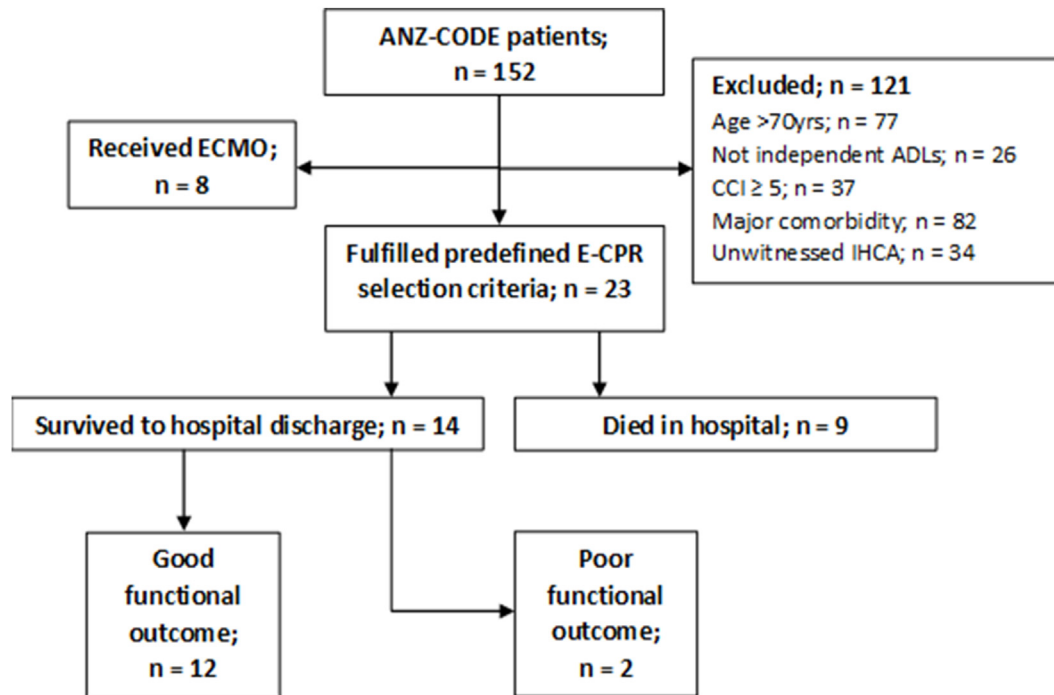 ANZ-CODE patients;
n = 152
Excluded; n = 121
Age >70yrs; n = 77
Not independent ADLs; n = 26
CCI ≥ 5; n = 37
Major comorbidity; n = 82
Unwitnessed IHCA; n = 34
Received ECMO;
n = 8
Fulfilled predefined E-CPR
selection criteria; n = 23
Survived to hospital discharge; n = 14
Died in hospital; n = 9
Good
functional
outcome;
n = 12
Poor
functional
outcome;
n = 2